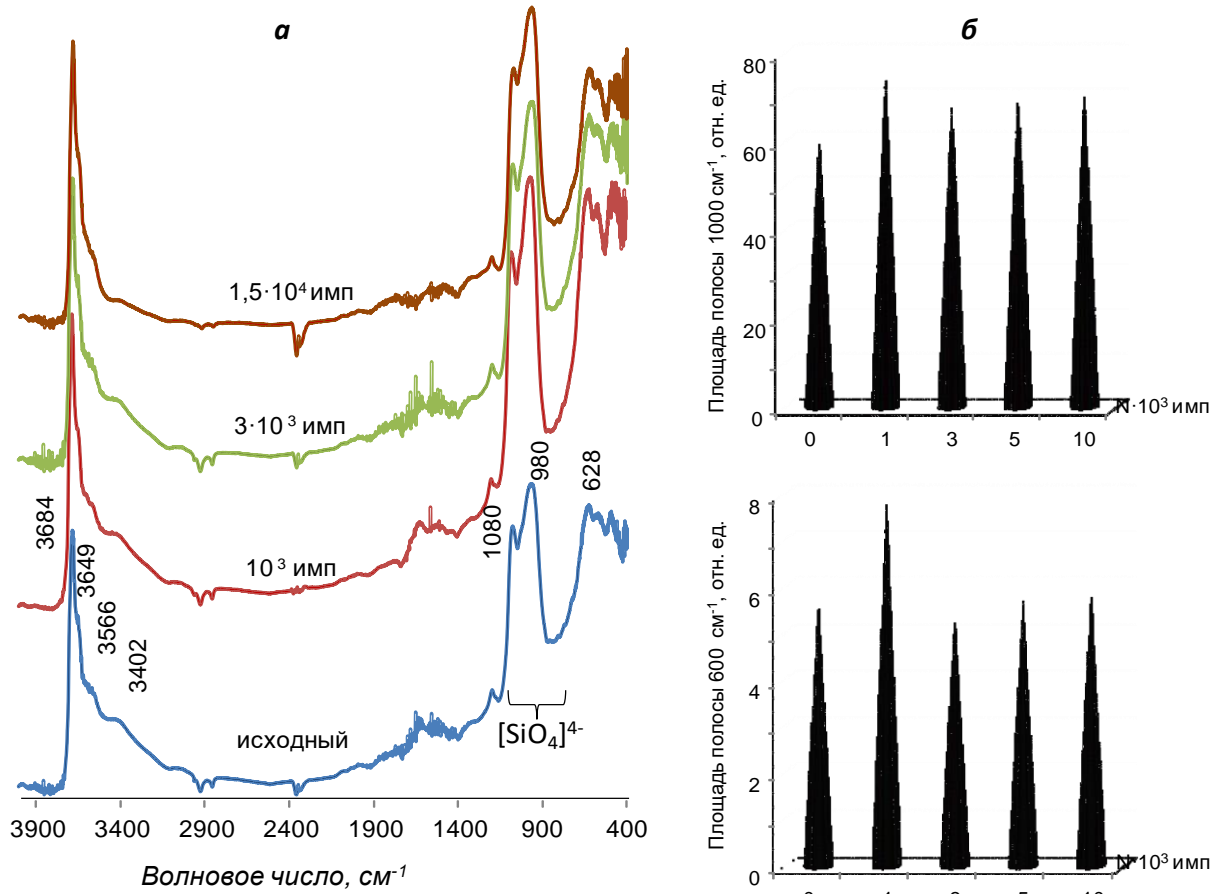 а
1,5·10⁴ имп
3·10³ имп
10³ имп
исходный
3684
3649
3566
3402
1080
980
628
[SiO₄]⁴⁻
3900 3400 2900 2400 1900 1400 900 400
Волновое число, см⁻¹
б
Площадь полосы 1000 см⁻¹, отн. ед.
80
60
40
20
0
0 1 3 5 10
N·10³ имп
Площадь полосы 600 см⁻¹, отн. ед.
8
6
4
2
0
N·10³ имп